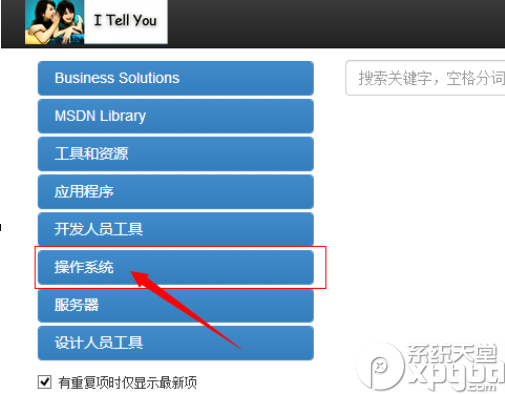 I Tell You
Business Solutions
搜索关键字，空格分词
MSDN Library
工具和资源
应用程序
开发人员工具
操作系统
服务器
设计人员工具
有重复项时仅显示最新项
系统天堂
xpgod